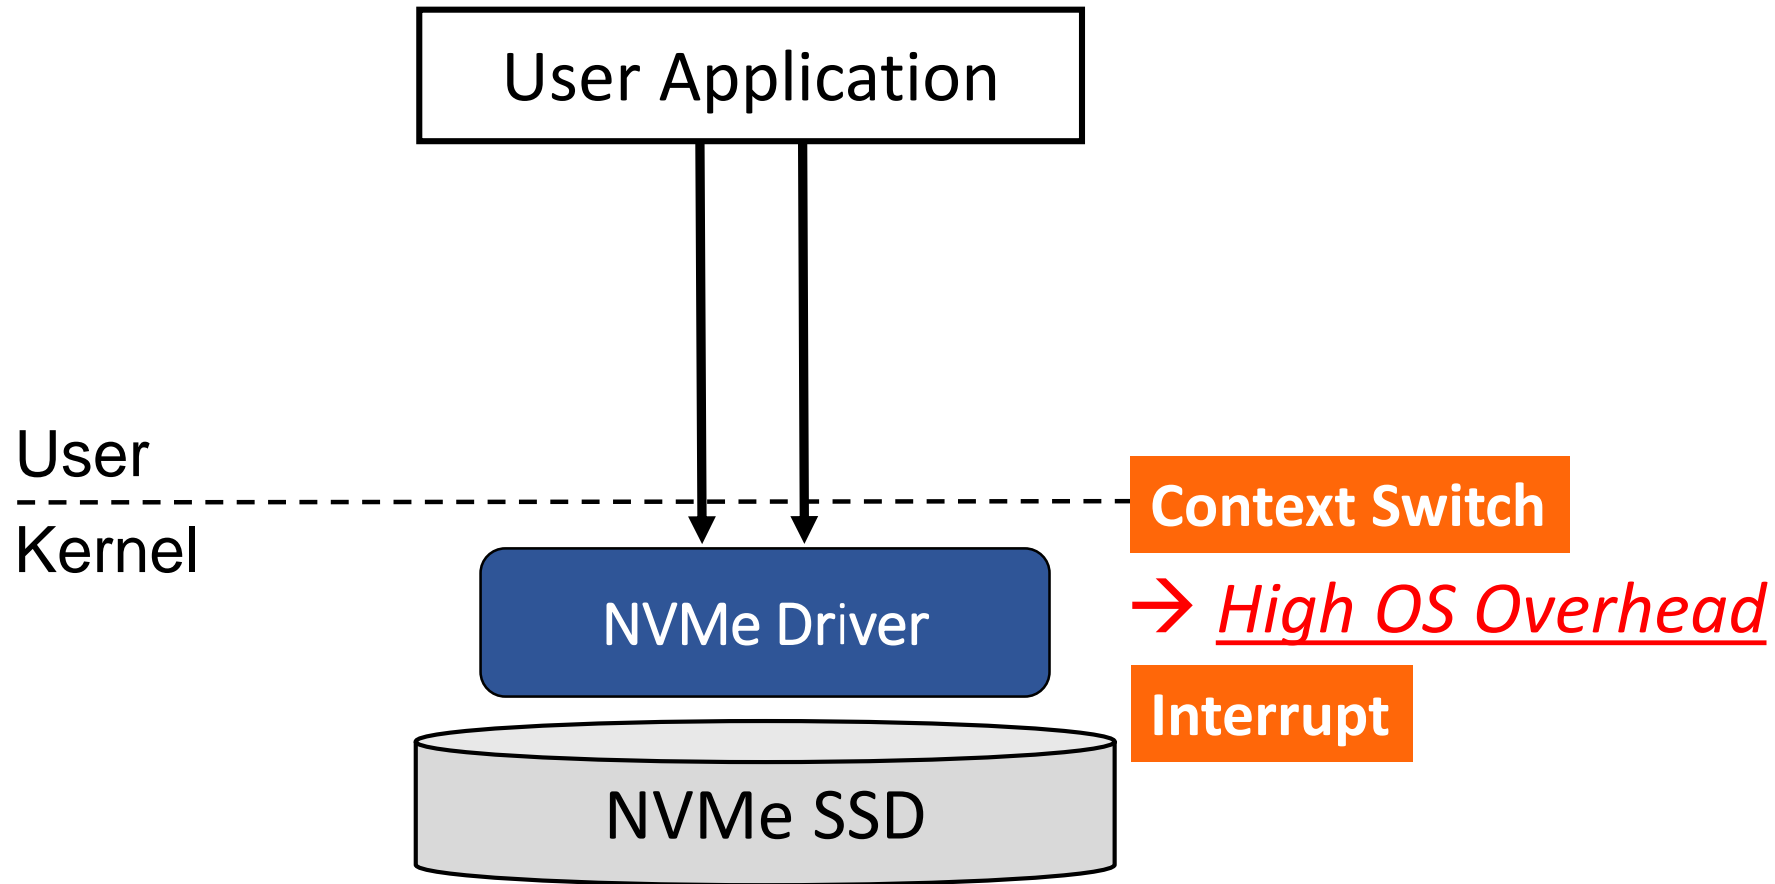 User Application
User
Kernel
Context Switch
→ High OS Overhead
NVMe Driver
Interrupt
NVMe SSD